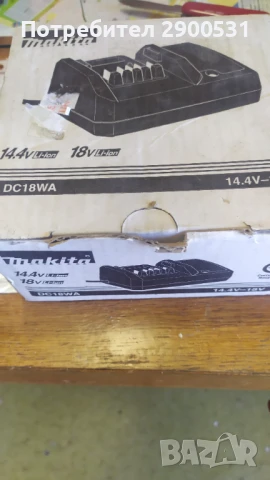 Потребител 2900531
makita
14.4V Li-ion 18V Li-ion
DC18WA 14.4V-
makita
14.4V Li-ion
18V Li-ion
DC18WA 14.4V-18V
BAZAR